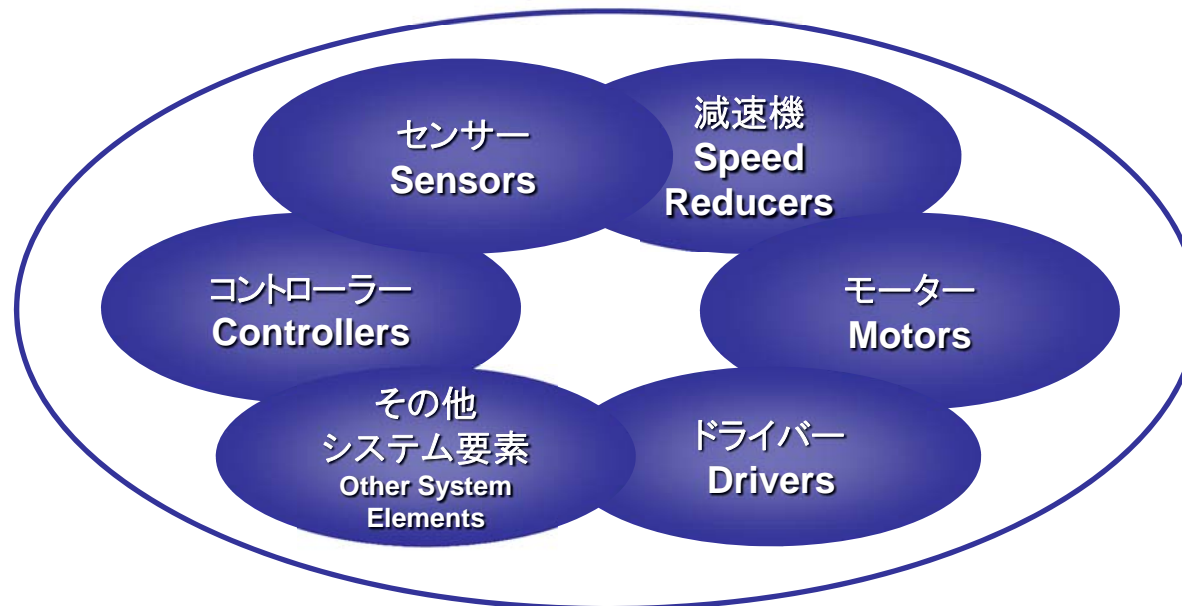 センサー
Sensors
減速機
Speed
Reducers
コントローラー
Controllers
モーター
Motors
その他
システム要素
Other System
Elements
ドライバー
Drivers